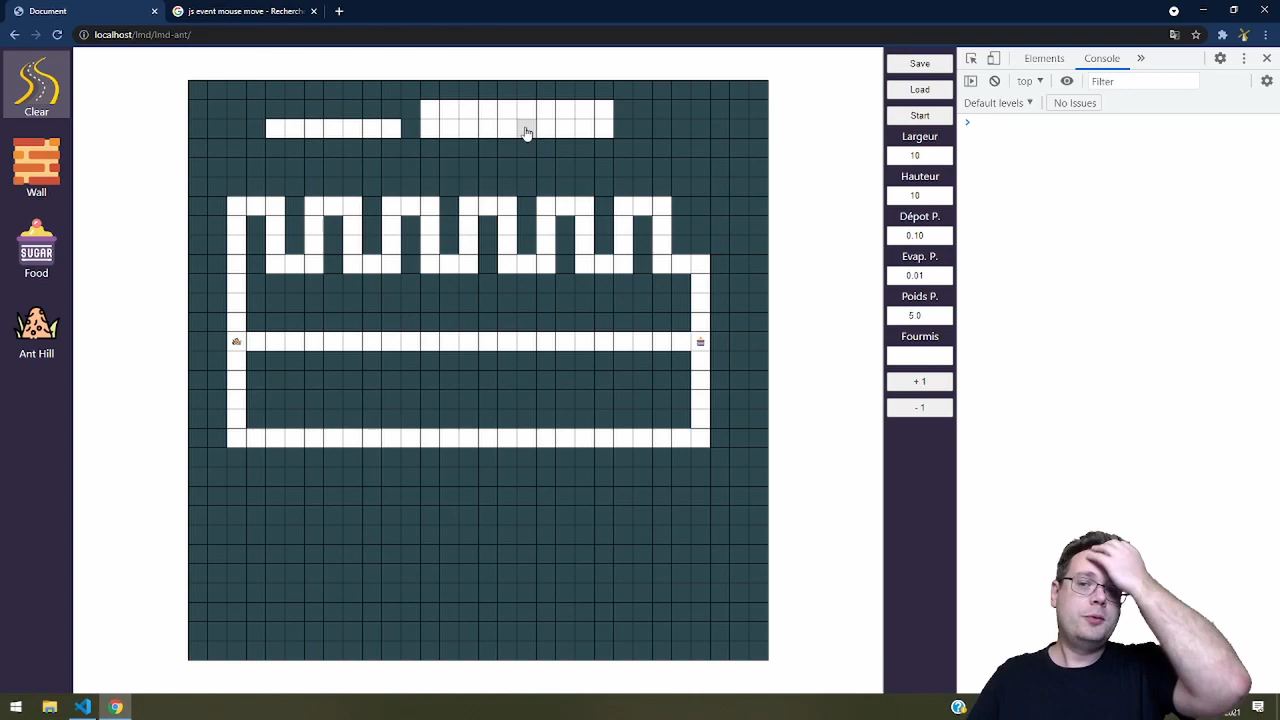 Document
js event mouse move - Recherch
localhost/lmd/lmd-ant/
Clear
Wall
SUGAR
Food
Ant Hill
Save
Load
Start
Largeur
10
Hauteur
10
Dépot P.
0.10
Evap. P.
0.01
Poids P.
5.0
Fourmis
+ 1
- 1
Elements
Console
top
Filter
Default levels
No Issues